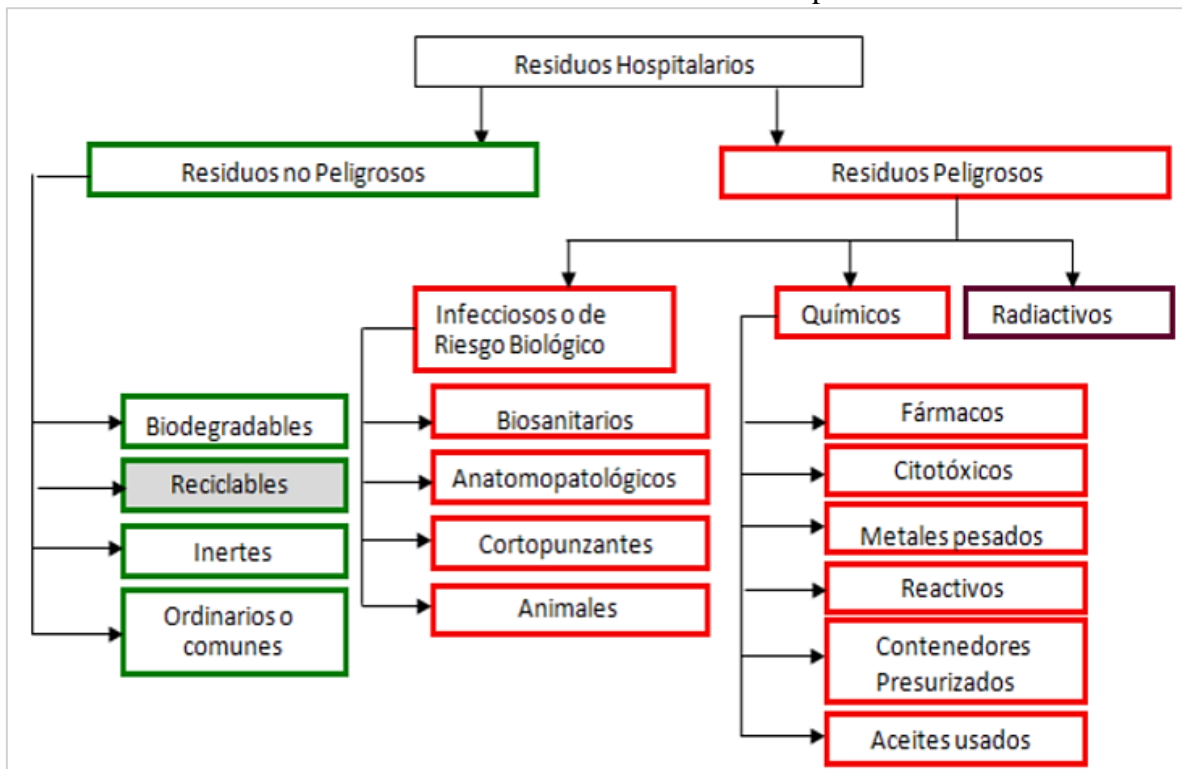 Residuos Hospitalarios
Residuos no Peligrosos
Residuos Peligrosos
Infecciosos o de
Riesgo Biológico
Químicos
Radiactivos
Biodegradables
Reciclables
Inertes
Ordinarios o
comunes
Biosanitarios
Anatomopatológicos
Cortopunzantes
Animales
Fármacos
Citotóxicos
Metales pesados
Reactivos
Contenedores
Presurizados
Aceites usados